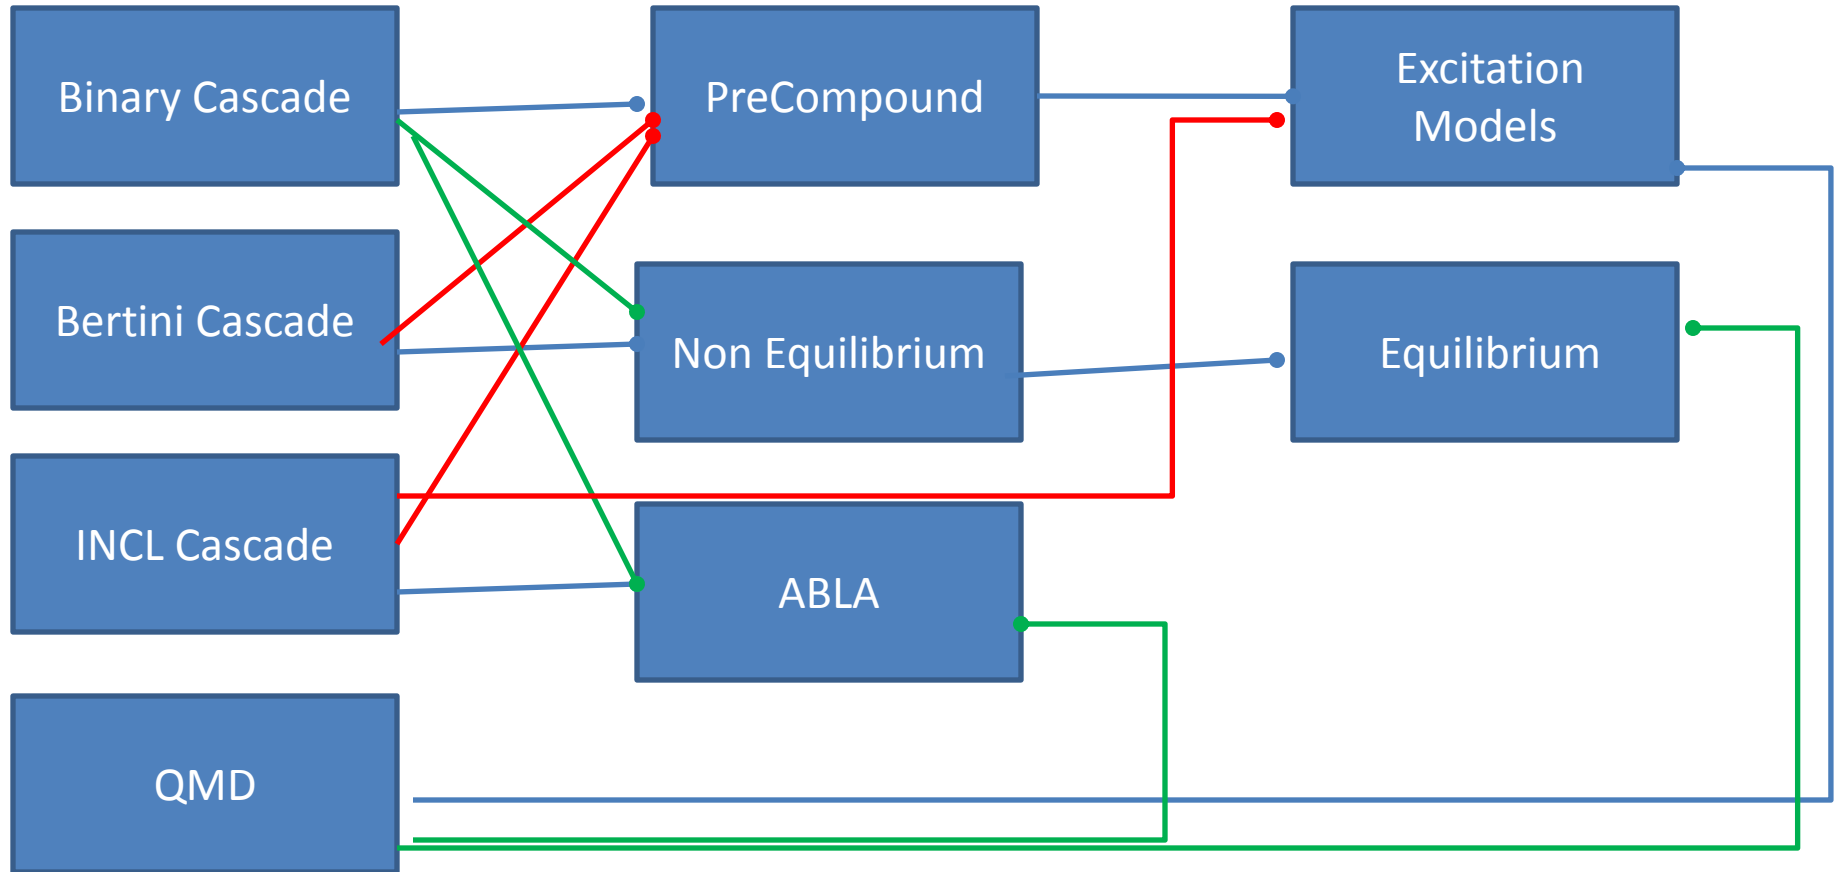 Binary Cascade
PreCompound
Excitation
Models
Bertini Cascade
Non Equilibrium
Equilibrium
INCL Cascade
ABLA
QMD